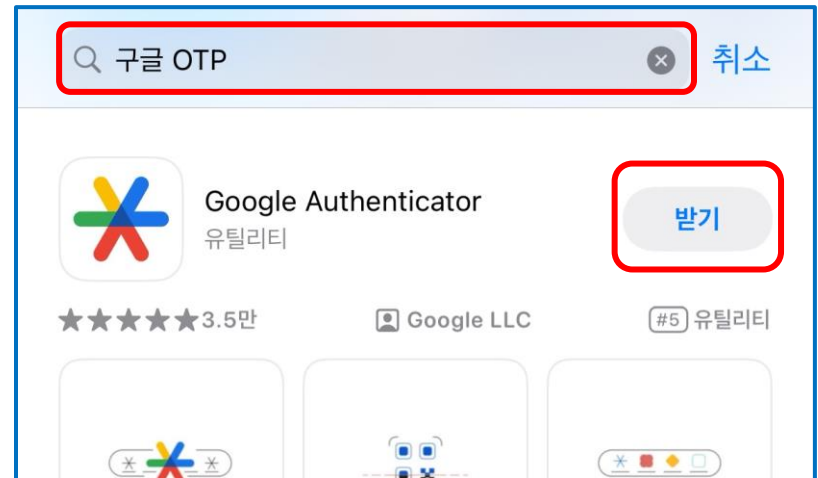 구글 OTP
취소
Google Authenticator
받기
유틸리티
★★★★★3.5만
Google LLC
#5 유틸리티